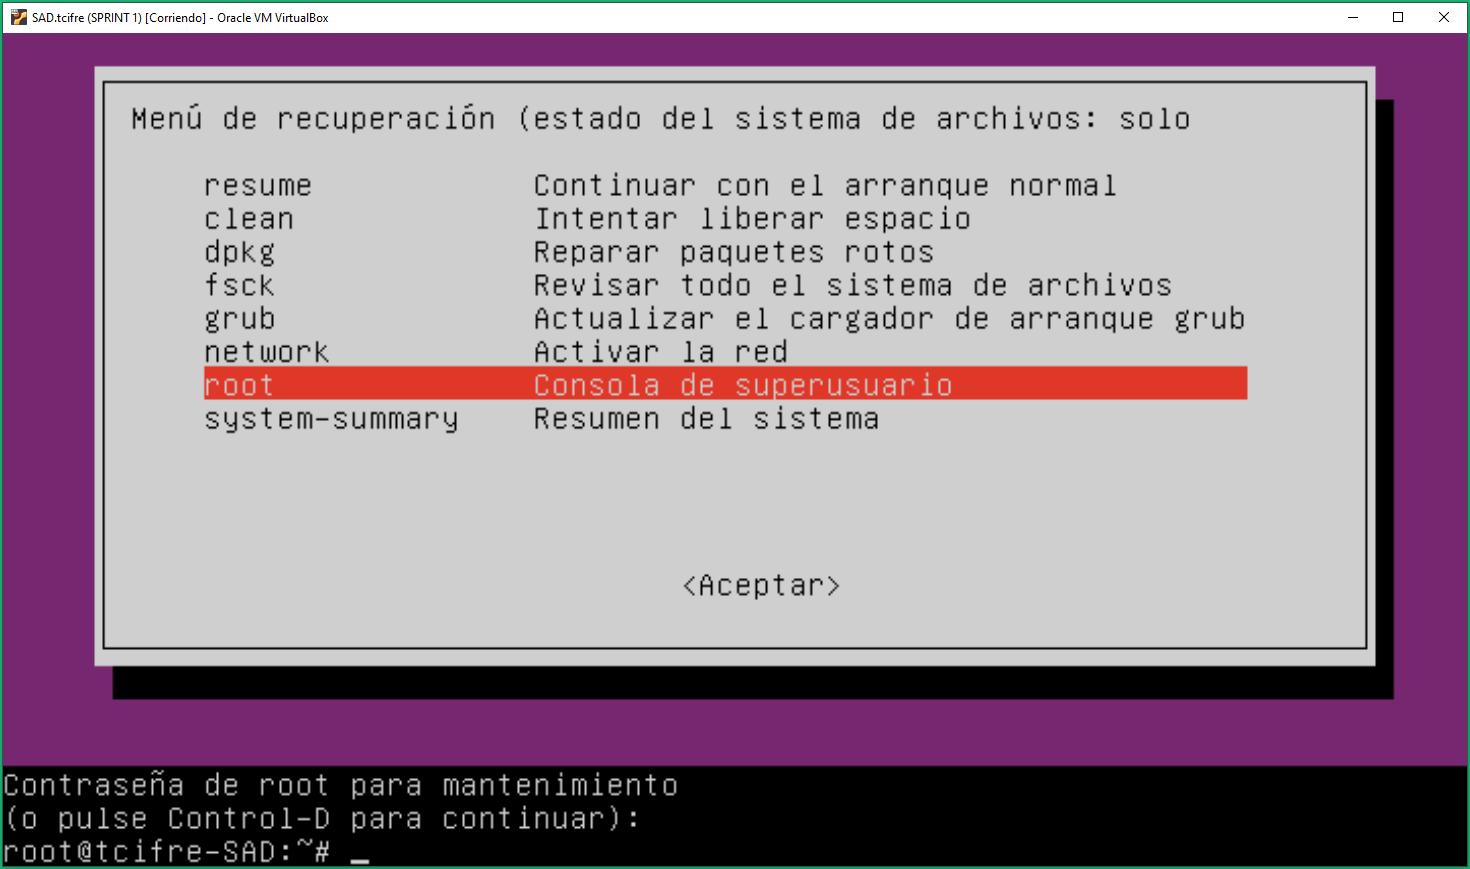 SAD.tcifre (SPRINT 1) [Corriendo] - Oracle VM VirtualBox
Menú de recuperación (estado del sistema de archivos: solo
resume Continuar con el arranque normal
clean Intentar liberar espacio
dpkg Reparar paquetes rotos
fsck Revisar todo el sistema de archivos
grub Actualizar el cargador de arranque grub
network Activar la red
root Consola de superusuario
system-summary Resumen del sistema
<Aceptar>
Contraseña de root para mantenimiento
(o pulse Control-D para continuar):
root@tcifre-SAD:~# _